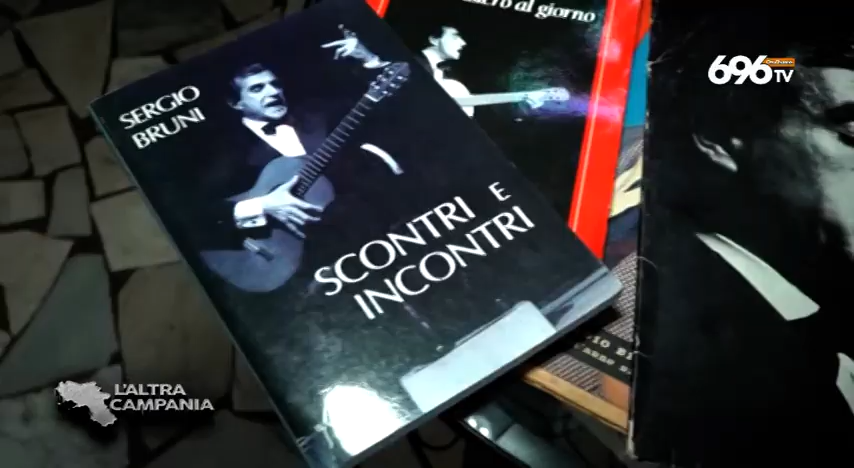 al giorno
696
TV
SERGIO
BRUNI
SCONTRI E
INCONTRI
L'ALTRA
CAMPANIA